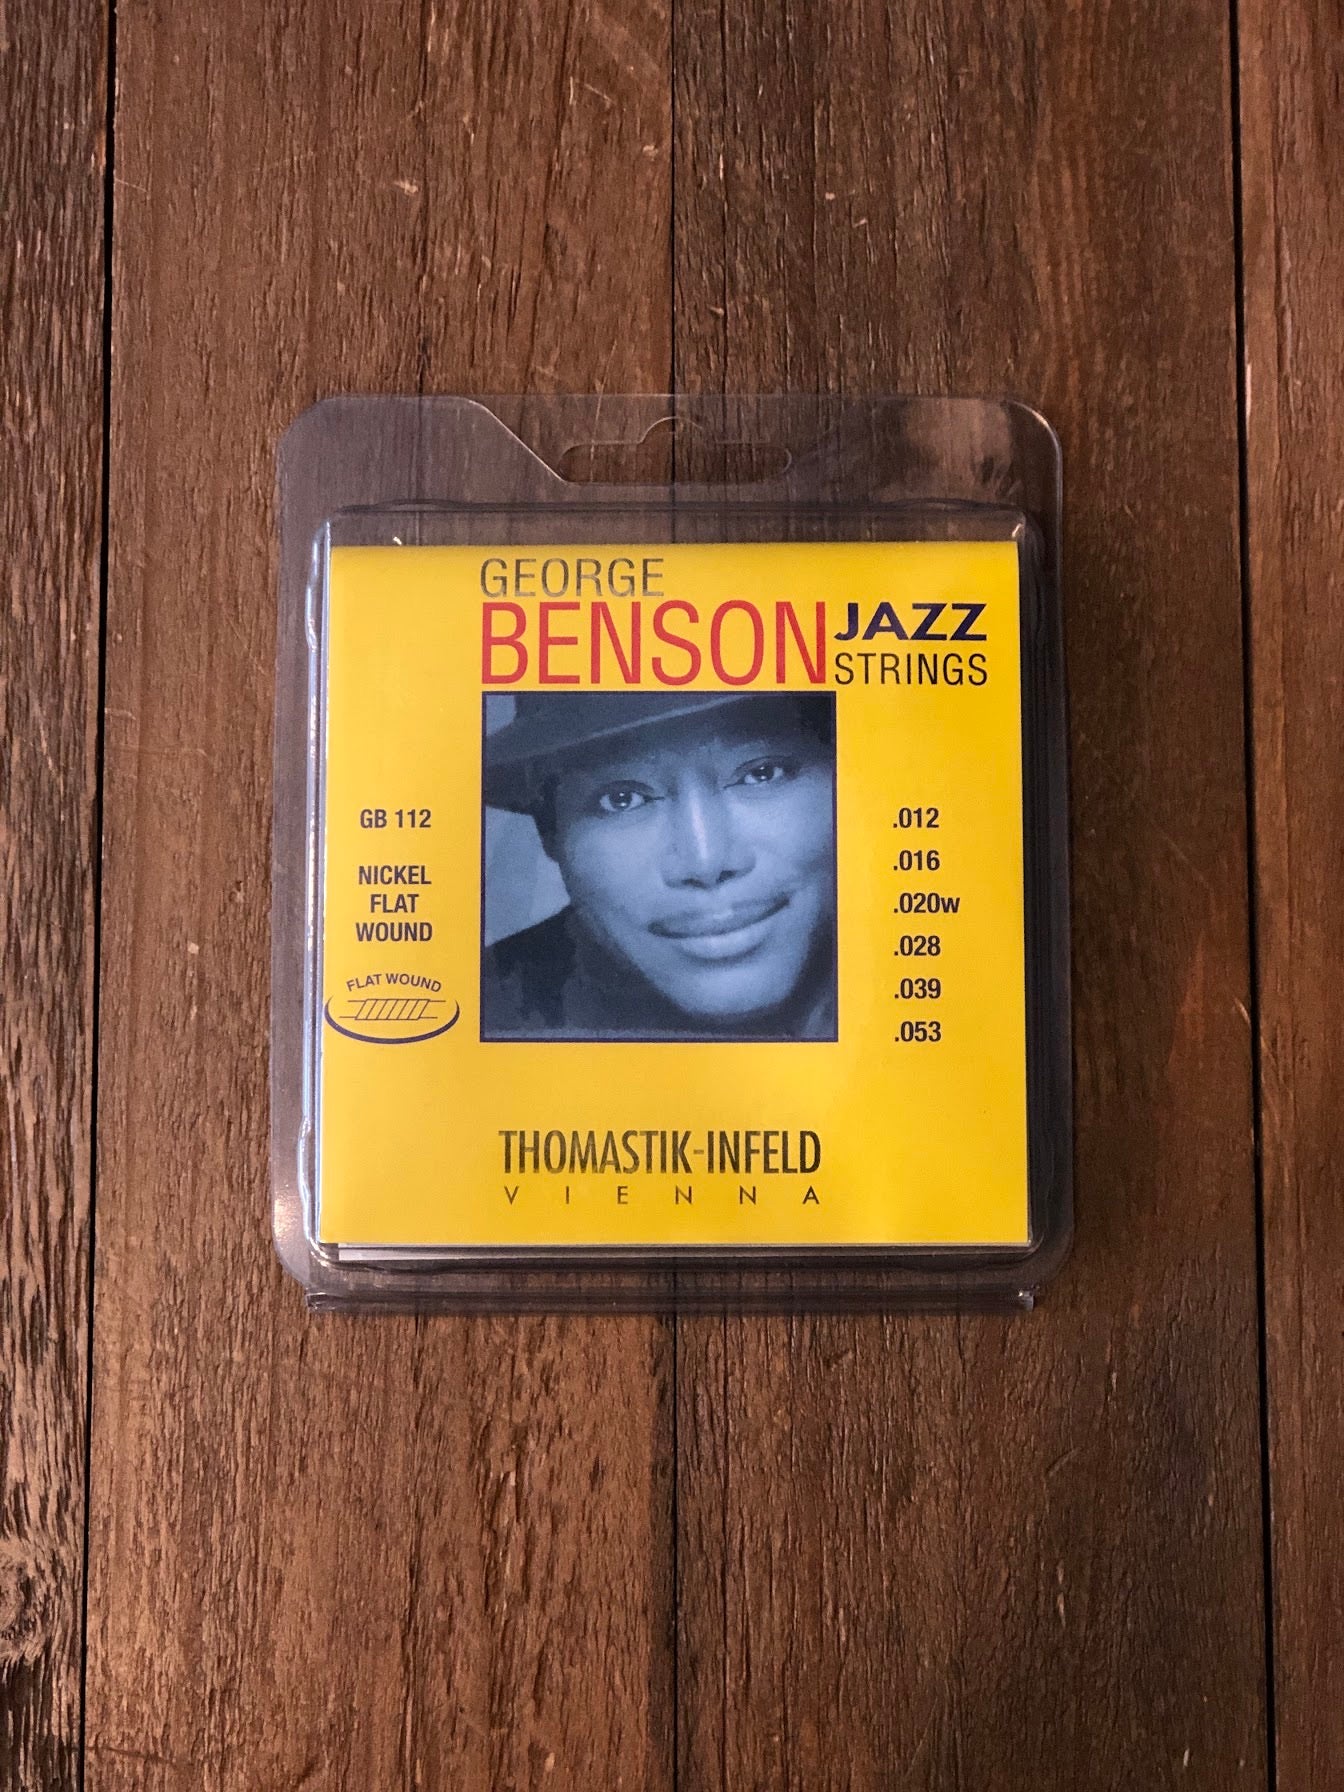 GEORGE
BENSON JAZZ
STRINGS
GB 112
NICKEL
FLAT
WOUND
FLAT WOUND
.012
.016
.020w
.028
.039
.053
THOMASTIK-INFELD
VIENNA